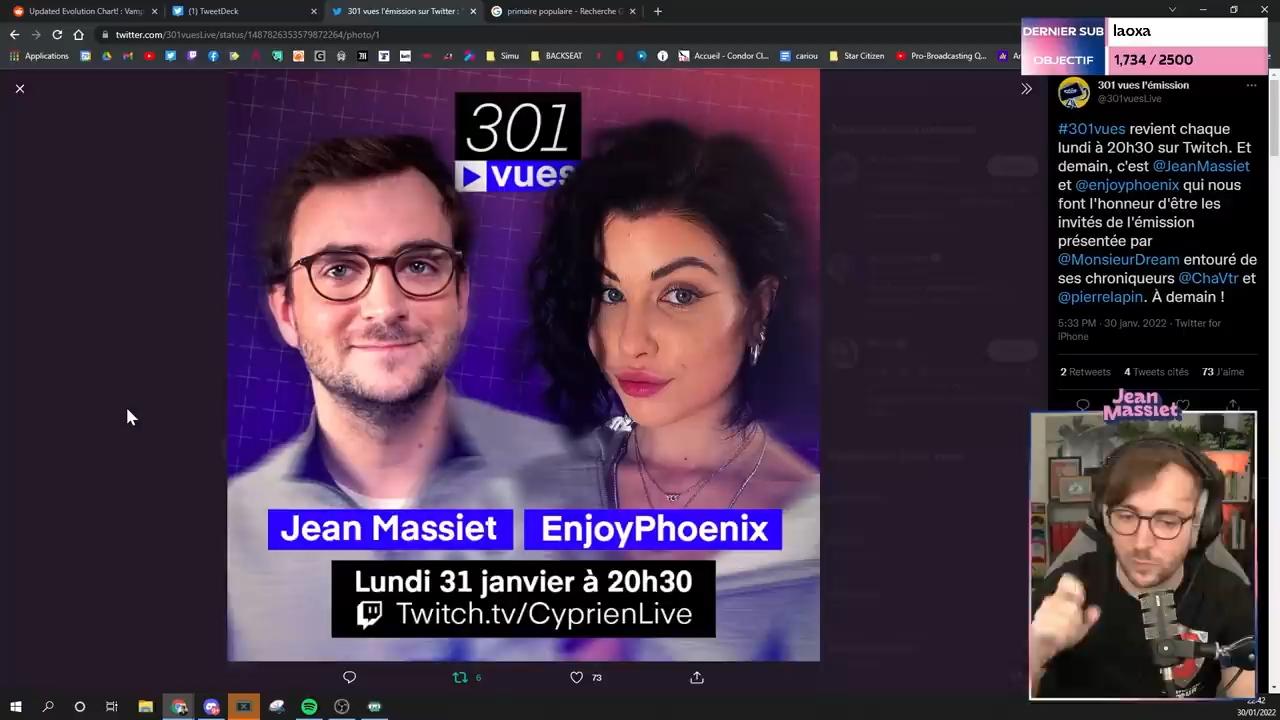 Updated Evolution Chart! : Vamp
(1) TweetDeck
301 vues l'émission sur Twitter :
primaire populaire - Recherche G
twitter.com/301vuesLive/status/1487826353579872264/photo/1
Applications
Simu
BACKSEAT
Accueil - Condor Cl...
cariou
Star Citizen
Pro-Broadcasting Q...
DERNIER SUB
laoxa
OBJECTIF
1,734 / 2500
301
vues
301 vues l'émission
@301vuesLive
#301vues revient chaque
lundi à 20h30 sur Twitch. Et
demain, c'est @JeanMassiet
et @enjoyphoenix qui nous
font l'honneur d'être les
invités de l'émission
présentée par
@MonsieurDream entouré de
ses chroniqueurs @ChaVtr et
@pierrelapin. À demain !
5:33 PM · 30 janv. 2022 · Twitter for
iPhone
2 Retweets 4 Tweets cités 73 J'aime
Jean Massiet
EnjoyPhoenix
Lundi 31 janvier à 20h30
Twitch.tv/CyprienLive
6
73
Jean
Massiet
22:42
30/01/2022